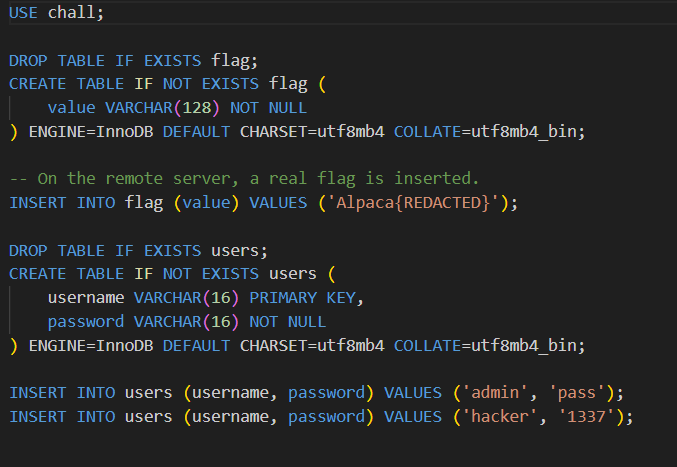 USE chall;
DROP TABLE IF EXISTS flag;
CREATE TABLE IF NOT EXISTS flag (
    value VARCHAR(128) NOT NULL
) ENGINE=InnoDB DEFAULT CHARSET=utf8mb4 COLLATE=utf8mb4_bin;
-- On the remote server, a real flag is inserted.
INSERT INTO flag (value) VALUES ('Alpaca{REDACTED}');
DROP TABLE IF EXISTS users;
CREATE TABLE IF NOT EXISTS users (
    username VARCHAR(16) PRIMARY KEY,
    password VARCHAR(16) NOT NULL
) ENGINE=InnoDB DEFAULT CHARSET=utf8mb4 COLLATE=utf8mb4_bin;
INSERT INTO users (username, password) VALUES ('admin', 'pass');
INSERT INTO users (username, password) VALUES ('hacker', '1337');